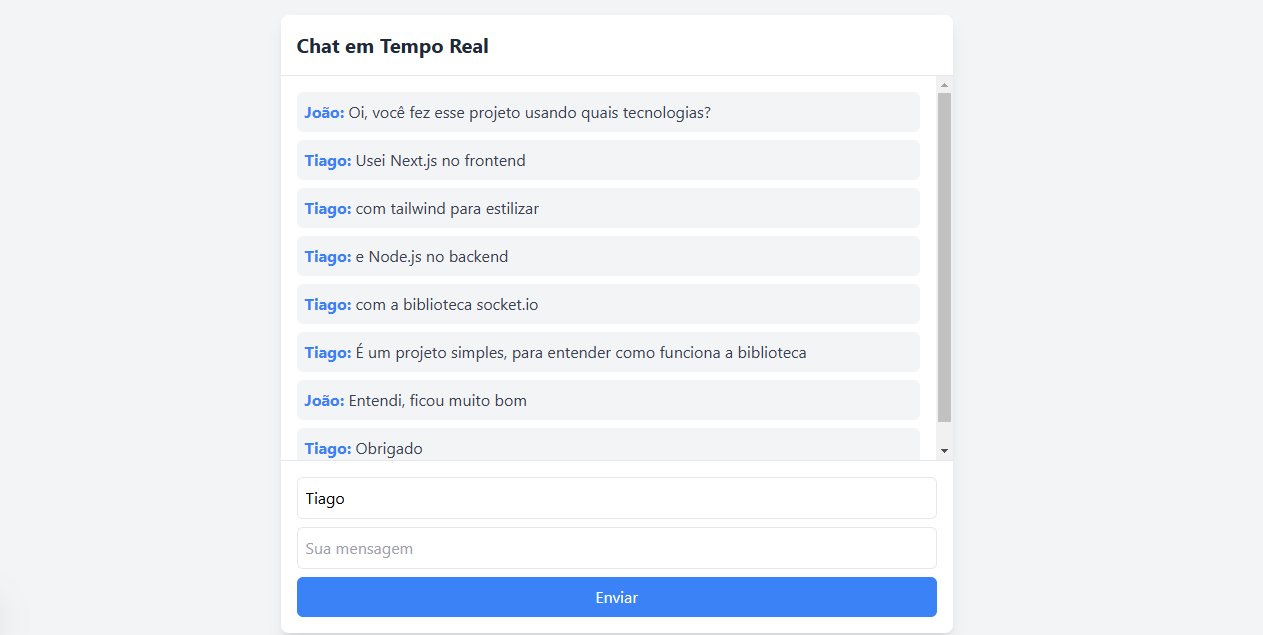 Chat em Tempo Real
João: Oi, você fez esse projeto usando quais tecnologias?
Tiago: Usei Next.js no frontend
Tiago: com tailwind para estilizar
Tiago: e Node.js no backend
Tiago: com a biblioteca socket.io
Tiago: É um projeto simples, para entender como funciona a biblioteca
João: Entendi, ficou muito bom
Tiago: Obrigado
Tiago
Sua mensagem
Enviar